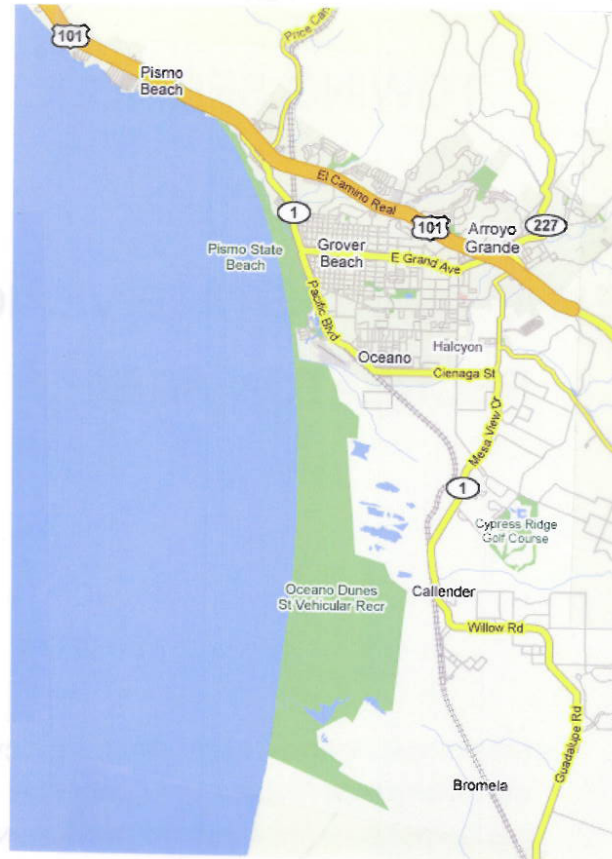 101
Price Can
Pismo
Beach
El Camino Real
1
101
227
Arroyo
Grande
Pismo State
Beach
Grover
Beach
E Grand Ave
Pacific Blvd
Halcyon
Oceano
Cienaga St
Mesa View Dr
1
Cypress Ridge
Golf Course
Oceano Dunes
St Vehicular Recr
Callender
Willow Rd
Guadalupe Rd
Bromela